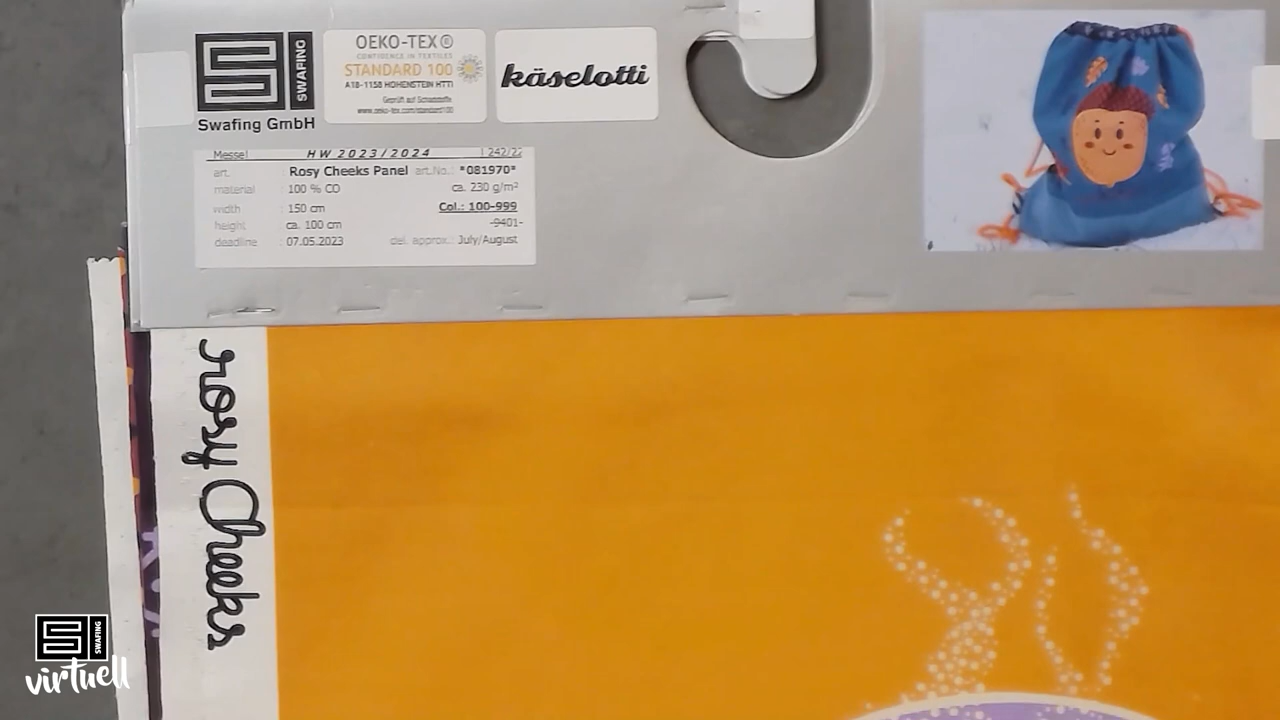 SWAFING
Swafing GmbH
OEKO-TEX®
CONFIDENCE IN TEXTILES
STANDARD 100
A18-1158 HOHENSTEIN HTTI
Geprüft auf Schadstoffe
www.oeko-tex.com/standard100
käselotti
Messe! HW 2023/2024
art. : Rosy Cheeks Panel art.No.: *081970*
material : 100 % CO ca. 230 g/m²
width : 150 cm Col.: 100-999
height : ca. 100 cm -9401-
deadline : 07.05.2023 del. approx.: July/August
rosy Cheeks
SWAFING
virtuell